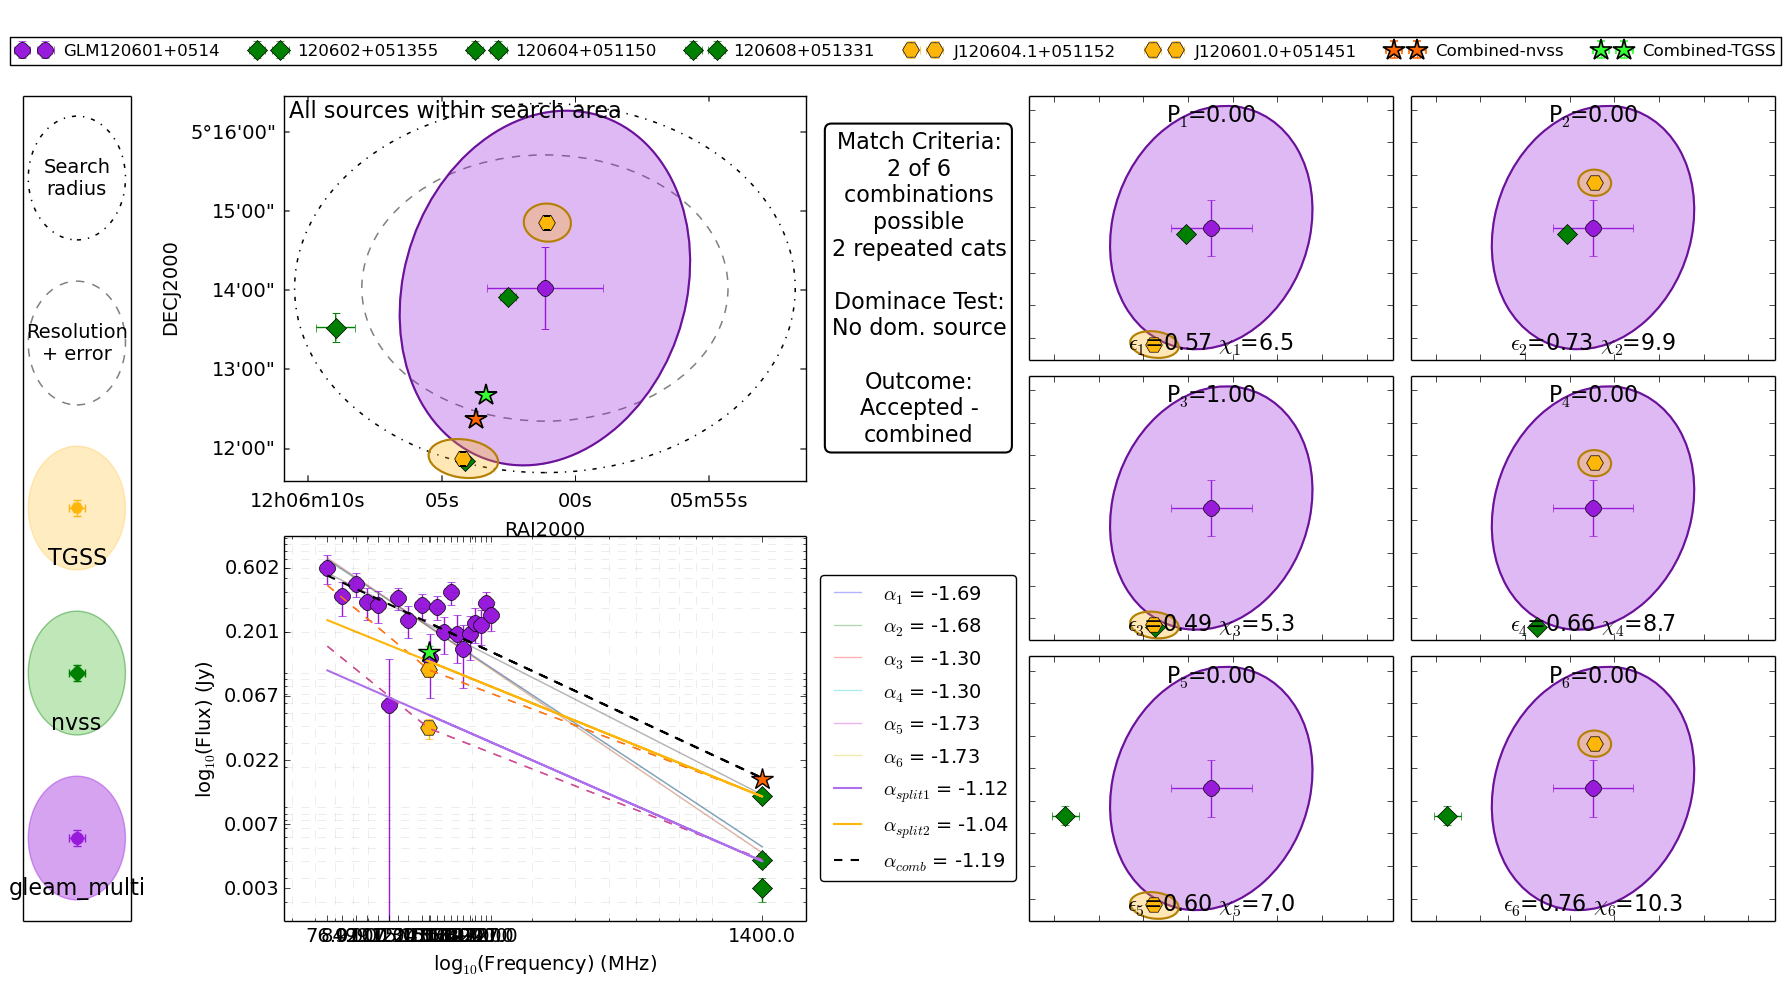 GLM120601+0514 120602+051355 120604+051150 120608+051331 J120604.1+051152 J120601.0+051451 Combined-nvss Combined-TGSS
Search
radius
Resolution
+ error
TGSS
nvss
gleam_multi
All sources within search area
DECJ2000
5°16'00"
15'00"
14'00"
13'00"
12'00"
12h06m10s 05s 00s 05m55s
RAJ2000
Match Criteria:
2 of 6
combinations
possible
2 repeated cats
Dominace Test:
No dom. source
Outcome:
Accepted -
combined
log10(Flux) (Jy)
0.602
0.201
0.067
0.022
0.007
0.003
1400.0
log10(Frequency) (MHz)
α1 = -1.69
α2 = -1.68
α3 = -1.30
α4 = -1.30
α5 = -1.73
α6 = -1.73
αsplit1 = -1.12
αsplit2 = -1.04
αcomb = -1.19
P1=0.00
ϵ1=0.57 χ1=6.5
P2=0.00
ϵ2=0.73 χ2=9.9
P3=1.00
ϵ3=0.49 χ3=5.3
P4=0.00
ϵ4=0.66 χ4=8.7
P5=0.00
ϵ5=0.60 χ5=7.0
P6=0.00
ϵ6=0.76 χ6=10.3